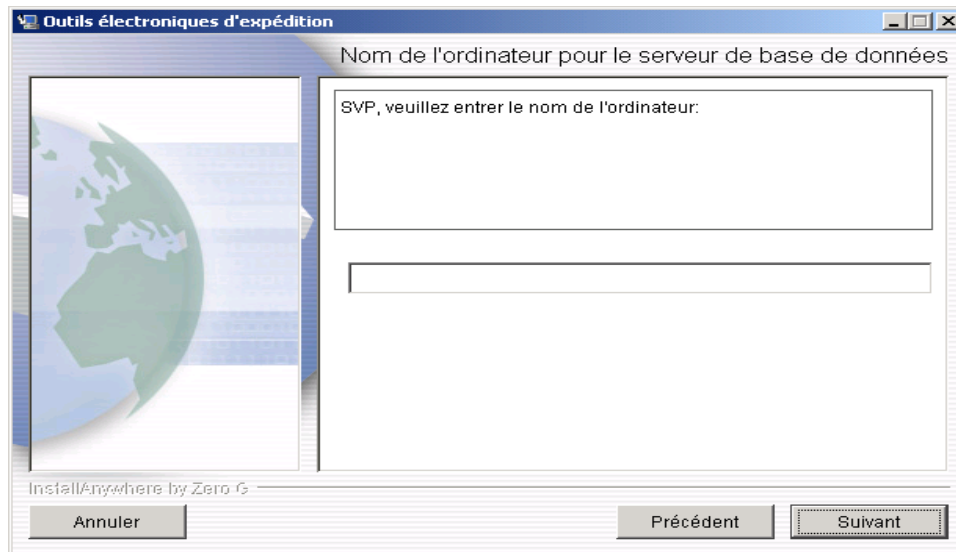 Outils électroniques d'expédition
Nom de l'ordinateur pour le serveur de base de données
SVP, veuillez entrer le nom de l'ordinateur:
InstallAnywhere by Zero G
Annuler
Précédent
Suivant